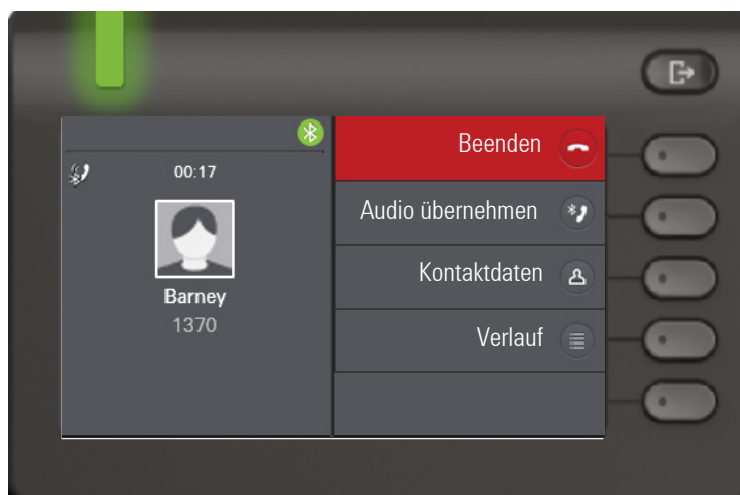 00:17
Barney
1370
Beenden
Audio übernehmen
Kontaktdaten
Verlauf